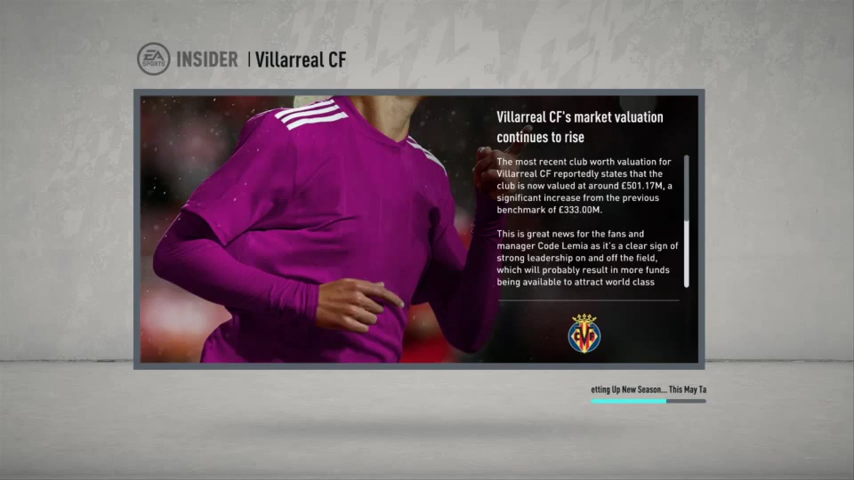 EA
SPORTS
INSIDER | Villarreal CF
Villarreal CF's market valuation
continues to rise
The most recent club worth valuation for
Villarreal CF reportedly states that the
club is now valued at around £501.17M, a
significant increase from the previous
benchmark of £333.00M.
This is great news for the fans and
manager Code Lemia as it's a clear sign of
strong leadership on and off the field,
which will probably result in more funds
being available to attract world class
CVF
etting Up New Season... This May Ta